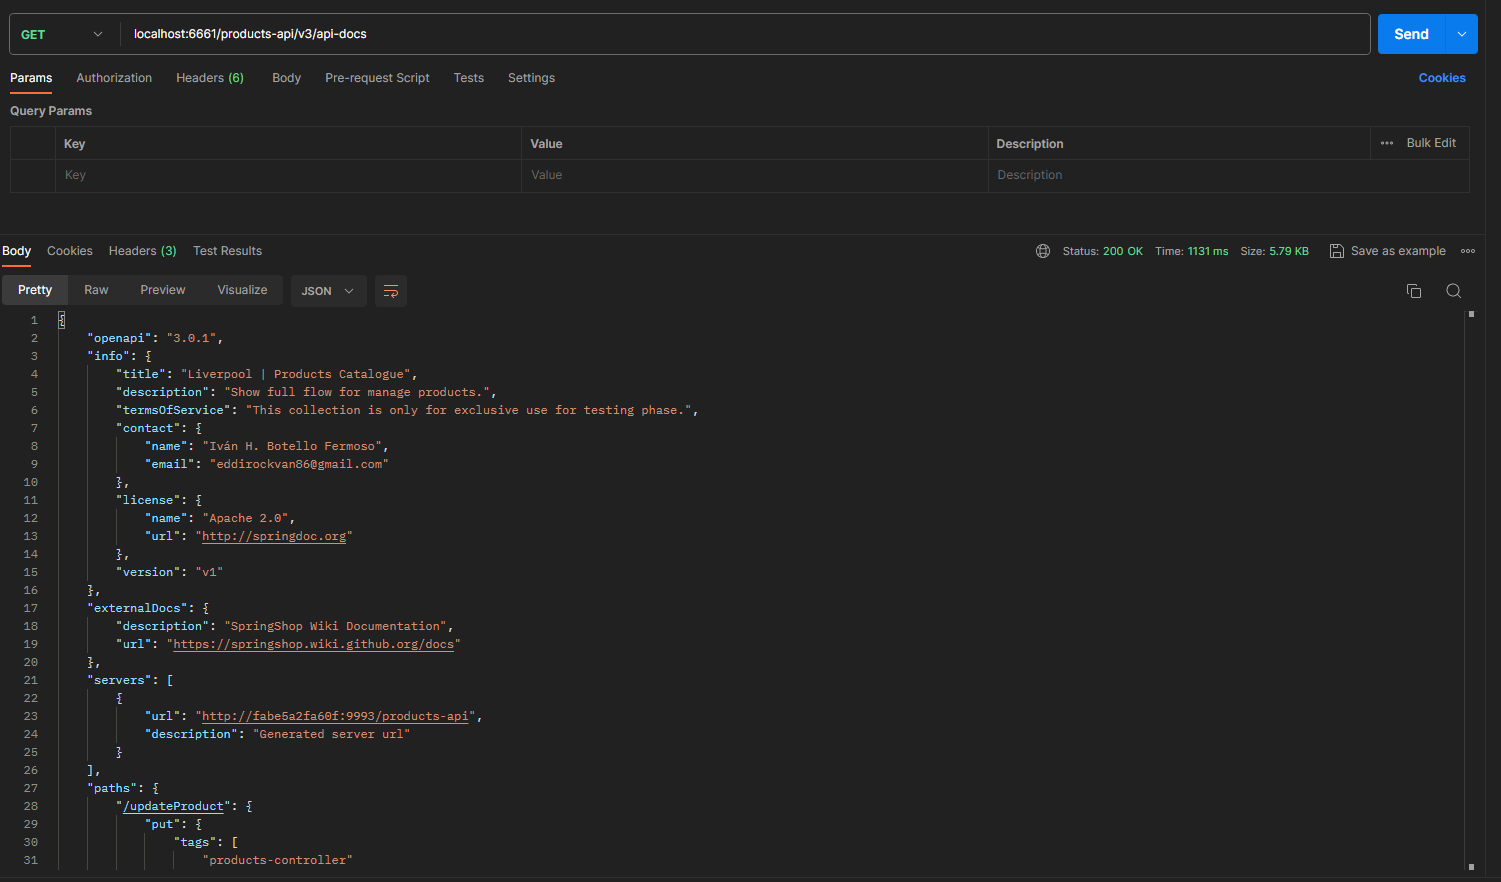 GET localhost:6661/products-api/v3/api-docs Send
Params Authorization Headers (6) Body Pre-request Script Tests Settings Cookies
Query Params
Key Value Description ••• Bulk Edit
Key Value Description
Body Cookies Headers (3) Test Results Status: 200 OK Time: 1131 ms Size: 5.79 KB Save as example
Pretty Raw Preview Visualize JSON
1 {
2 "openapi": "3.0.1",
3 "info": {
4 "title": "Liverpool | Products Catalogue",
5 "description": "Show full flow for manage products.",
6 "termsOfService": "This collection is only for exclusive use for testing phase.",
7 "contact": {
8 "name": "Iván H. Botello Fermoso",
9 "email": "eddirockvan86@gmail.com"
10 },
11 "license": {
12 "name": "Apache 2.0",
13 "url": "http://springdoc.org"
14 },
15 "version": "v1"
16 },
17 "externalDocs": {
18 "description": "SpringShop Wiki Documentation",
19 "url": "https://springshop.wiki.github.org/docs"
20 },
21 "servers": [
22 {
23 "url": "http://fabe5a2fa60f:9993/products-api",
24 "description": "Generated server url"
25 }
26 ],
27 "paths": {
28 "/updateProduct": {
29 "put": {
30 "tags": [
31 "products-controller"